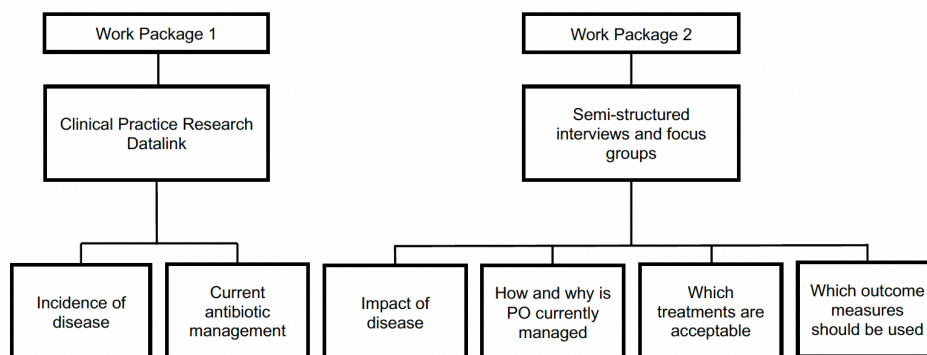 Work Package 1
Work Package 2
Clinical Practice Research
Datalink
Semi-structured
interviews and focus
groups
Incidence of
disease
Current
antibiotic
management
Impact of
disease
How and why is
PO currently
managed
Which
treatments are
acceptable
Which outcome
measures
should be used